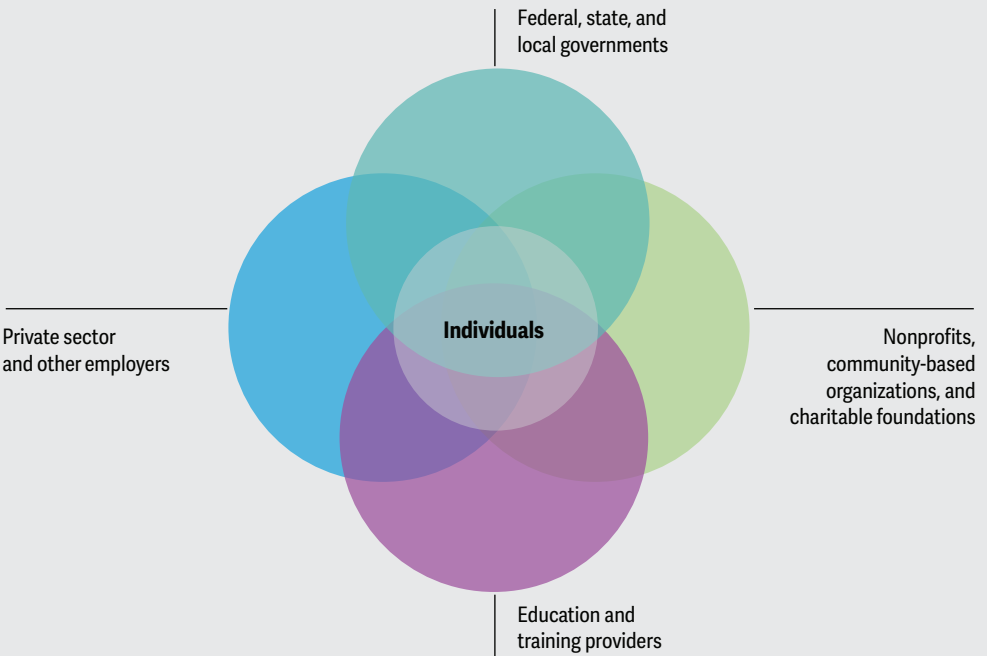 Federal, state, and
local governments
Private sector
and other employers
Individuals
Nonprofits,
community-based
organizations, and
charitable foundations
Education and
training providers